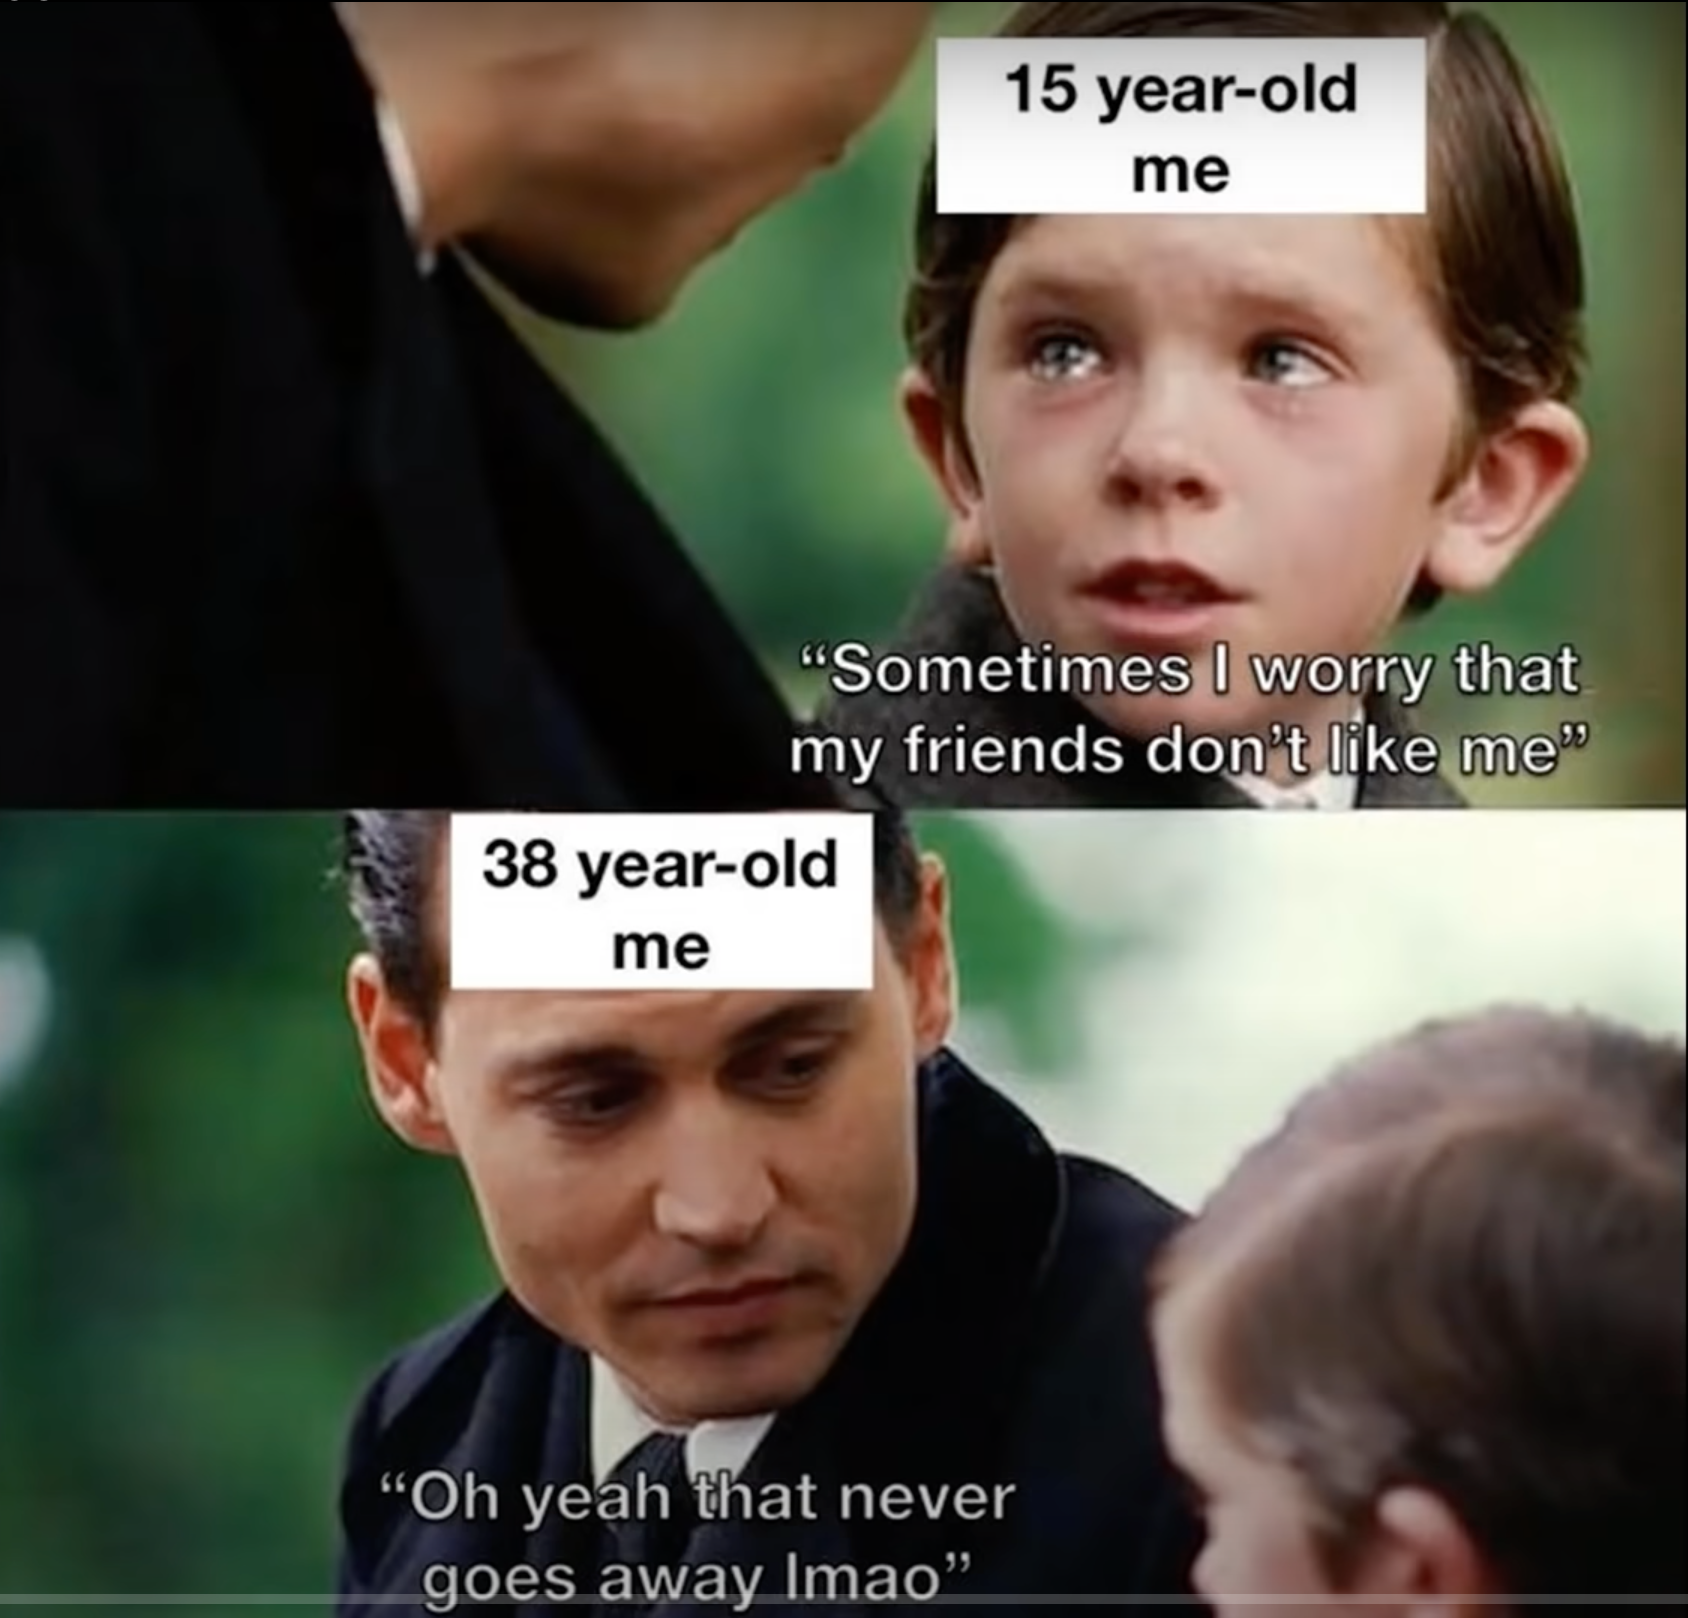 15 year-old
me
“Sometimes I worry that
my friends don’t like me”
38 year-old
me
“Oh yeah that never
goes away lmao”